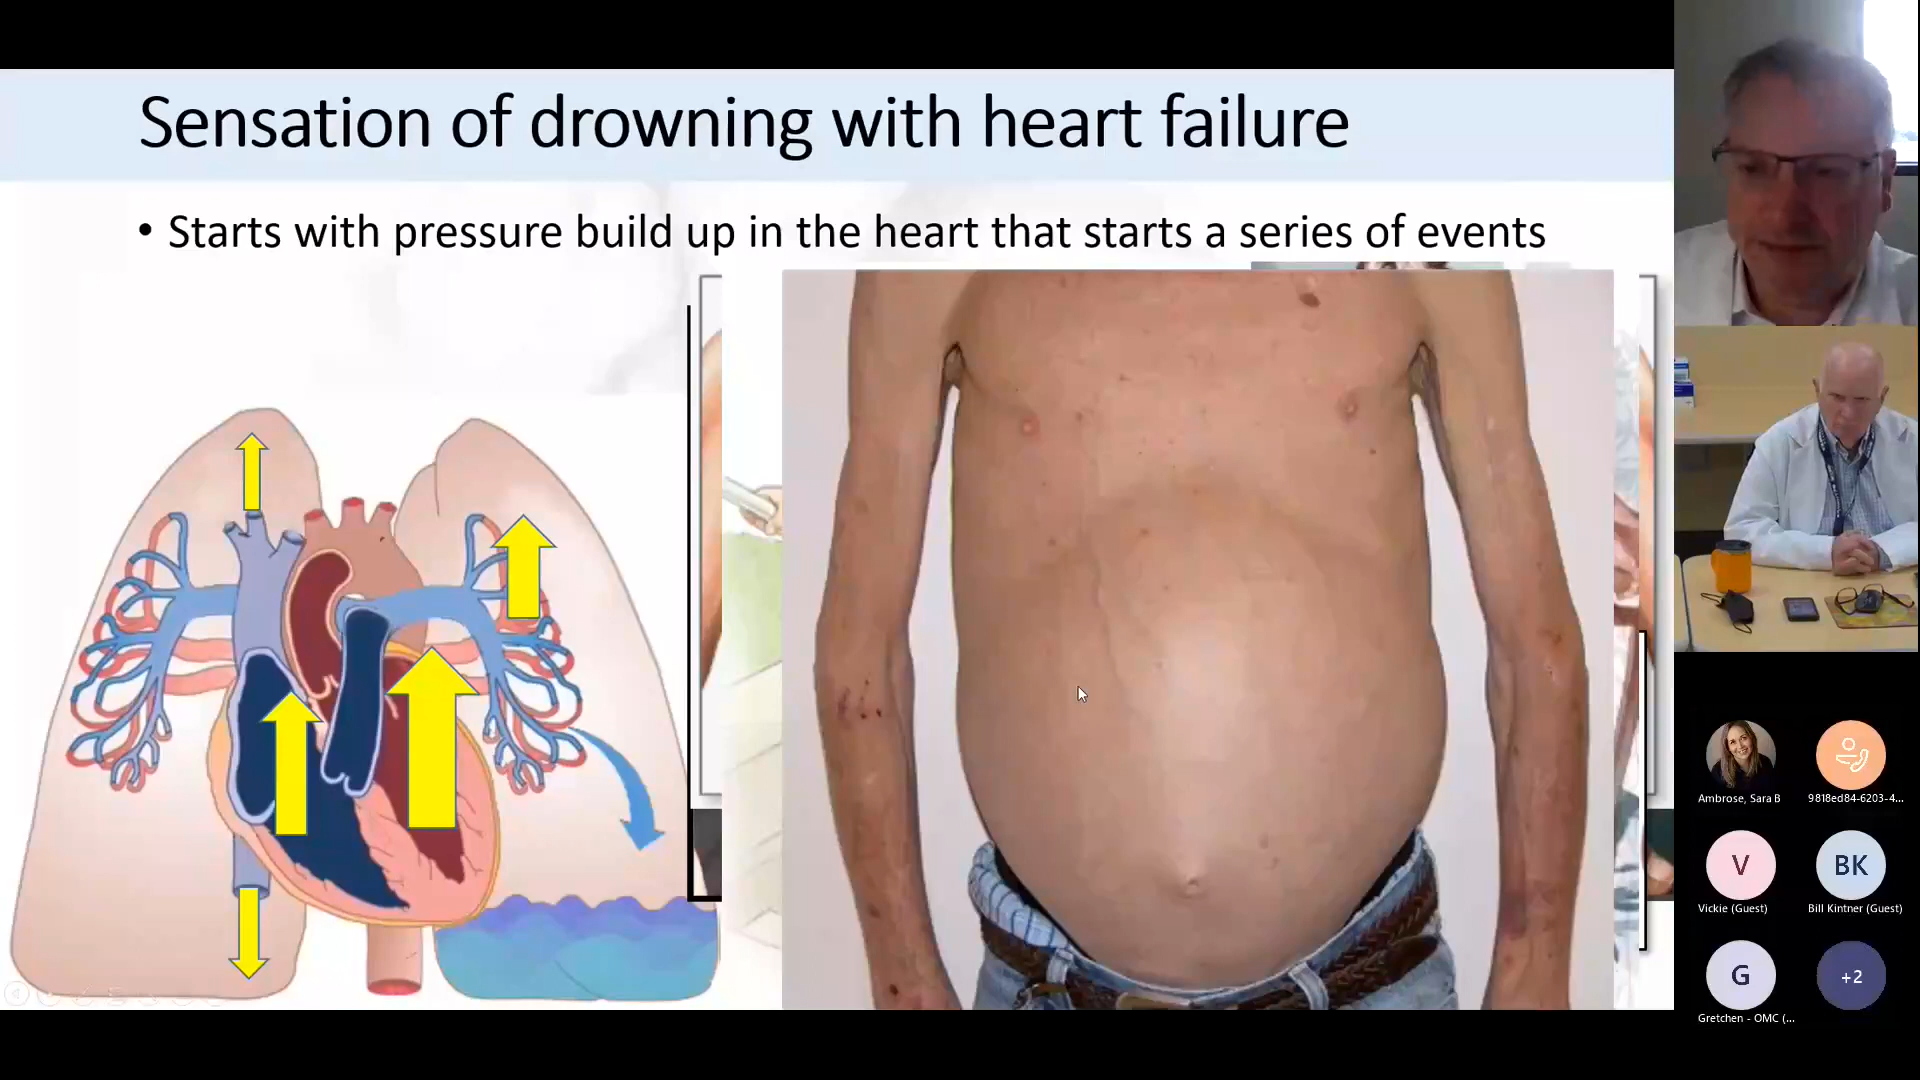 Sensation of drowning with heart failure
• Starts with pressure build up in the heart that starts a series of events
Ambrose, Sara B
9818ed84-6203-4...
V
BK
Vickie (Guest)
Bill Kintner (Guest)
G
+2
Gretchen - OMC (...